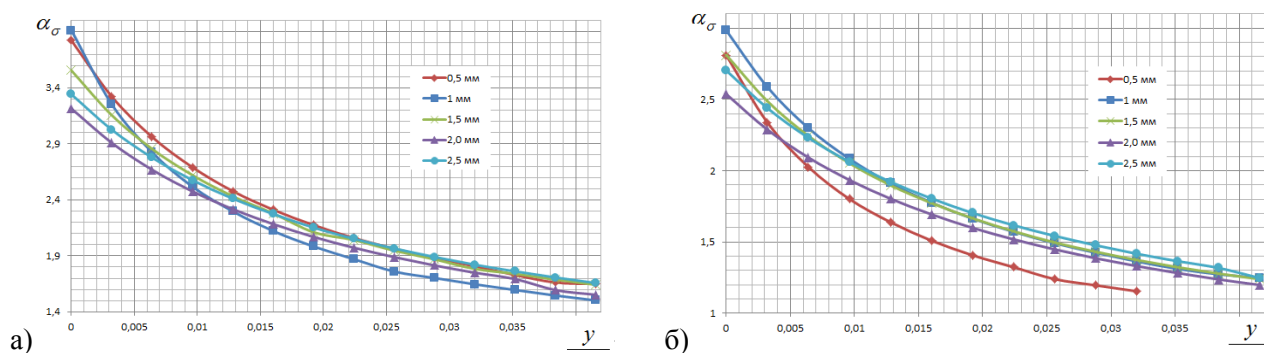 α_σ
3,4
2,9
2,4
1,9
1,4
0 0,005 0,01 0,015 0,02 0,025 0,03 0,035
y
0,5 мм
1 мм
1,5 мм
2,0 мм
2,5 мм
а)
α_σ
2,5
2
1,5
1
0 0,005 0,01 0,015 0,02 0,025 0,03 0,035
y
0,5 мм
1 мм
1,5 мм
2,0 мм
2,5 мм
б)